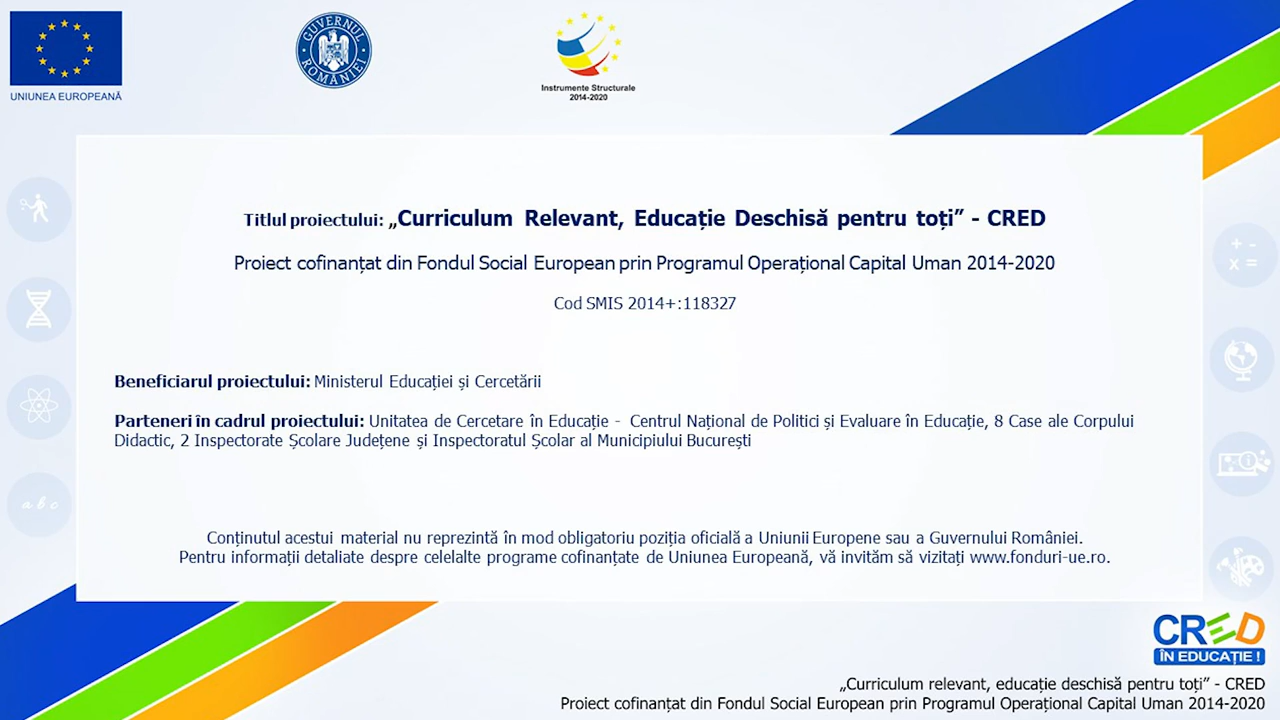 UNIUNEA EUROPEANĂ
GUVERNUL ROMÂNIEI
Instrumente Structurale
2014-2020
Titlul proiectului: „Curriculum Relevant, Educație Deschisă pentru toți” - CRED
Proiect cofinanțat din Fondul Social European prin Programul Operațional Capital Uman 2014-2020
Cod SMIS 2014+:118327
Beneficiarul proiectului: Ministerul Educației și Cercetării
Parteneri în cadrul proiectului: Unitatea de Cercetare în Educație - Centrul Național de Politici și Evaluare în Educație, 8 Case ale Corpului
Didactic, 2 Inspectorate Școlare Județene și Inspectoratul Școlar al Municipiului București
a b c
+ -
x =
Conținutul acestui material nu reprezintă în mod obligatoriu poziția oficială a Uniunii Europene sau a Guvernului României.
Pentru informații detaliate despre celelalte programe cofinanțate de Uniunea Europeană, vă invităm să vizitați www.fonduri-ue.ro.
CRED
ÎN EDUCAȚIE !
„Curriculum relevant, educație deschisă pentru toți” - CRED
Proiect cofinanțat din Fondul Social European prin Programul Operațional Capital Uman 2014-2020